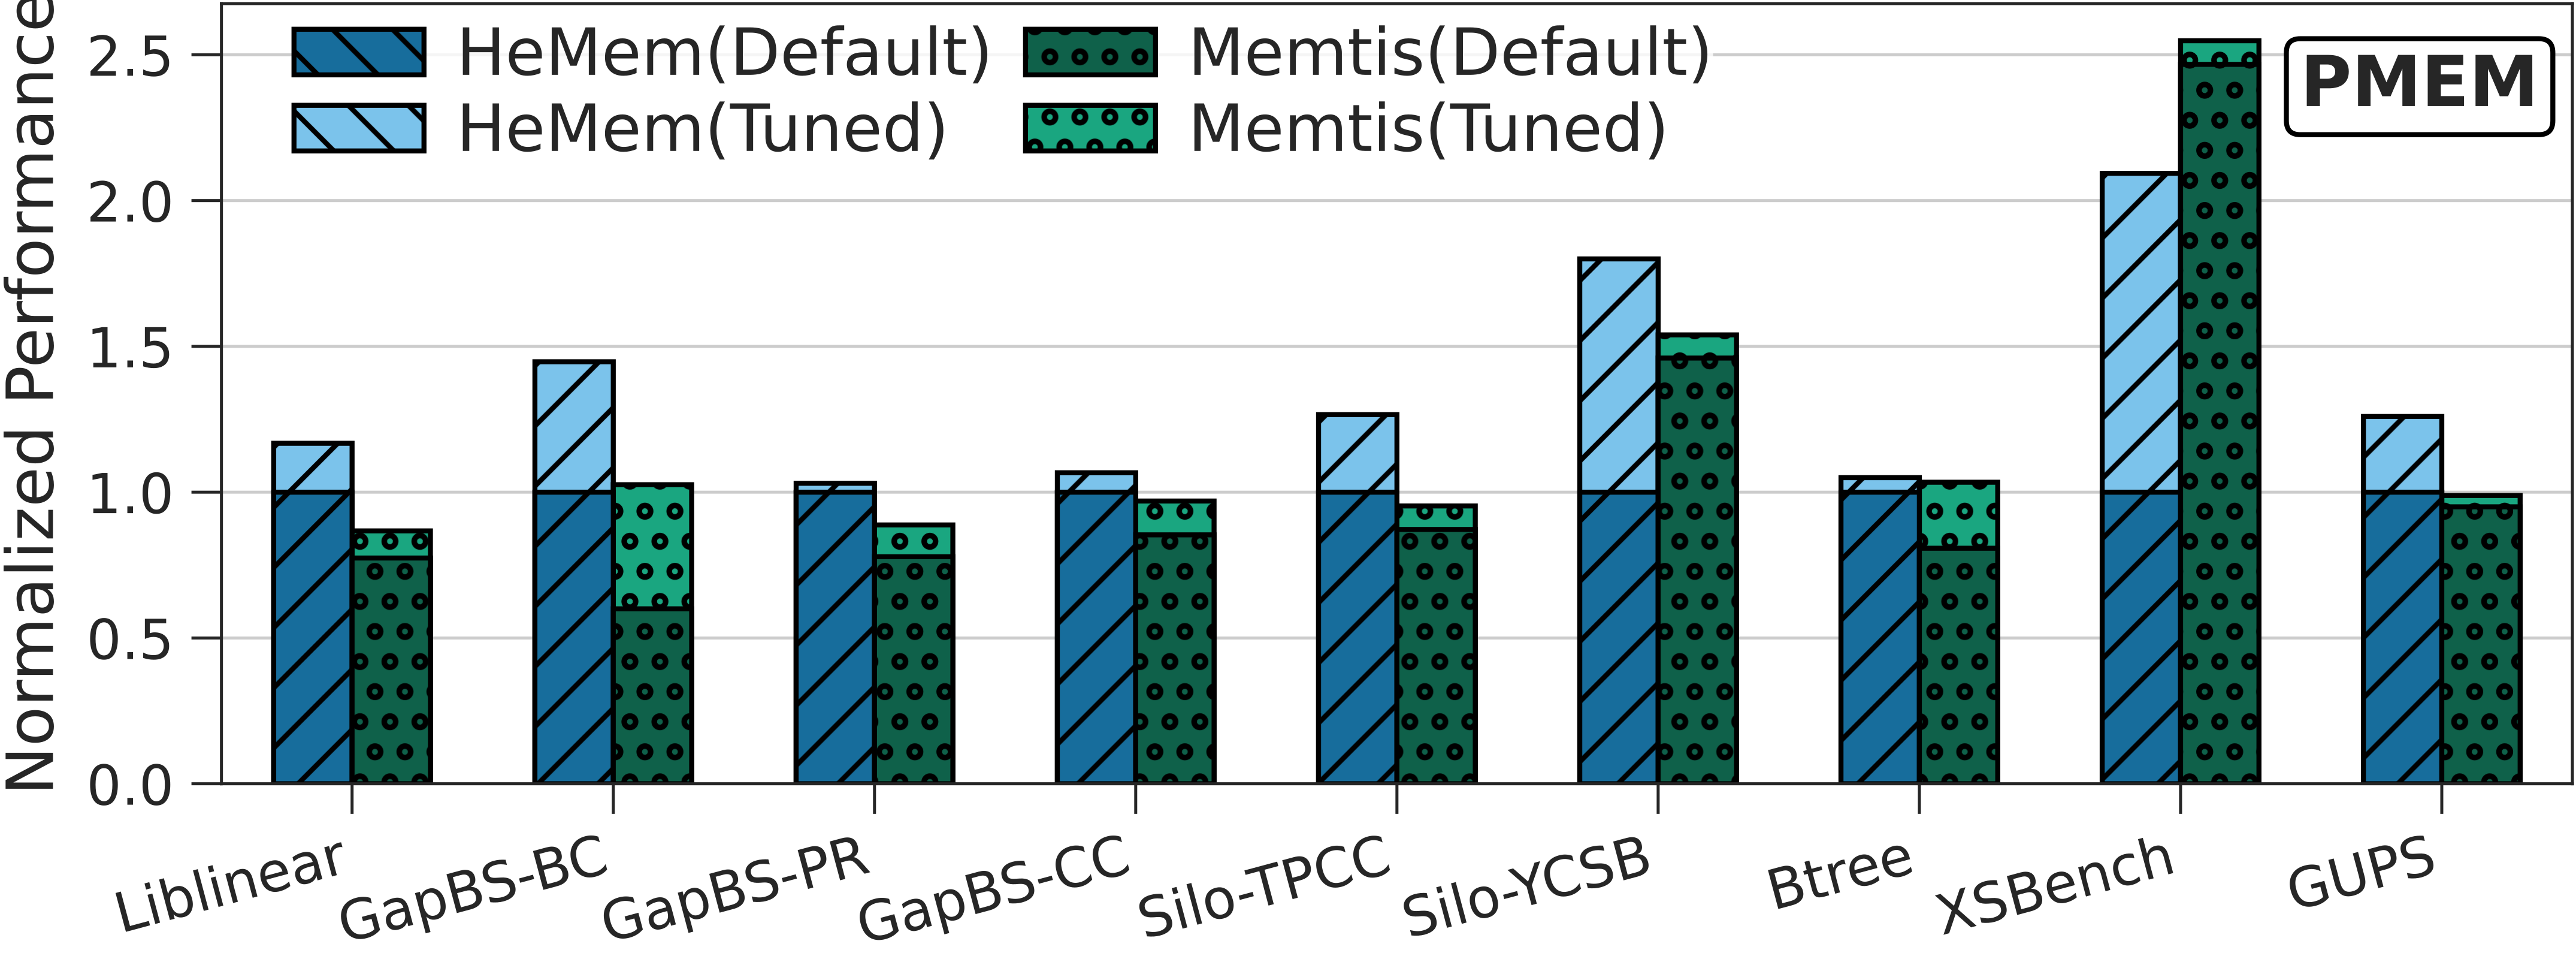 Normalized Performance
2.5
2.0
1.5
1.0
0.5
0.0
HeMem(Default)
HeMem(Tuned)
Memtis(Default)
Memtis(Tuned)
PMEM
Liblinear
GapBS-BC
GapBS-PR
GapBS-CC
Silo-TPCC
Silo-YCSB
Btree
XSBench
GUPS